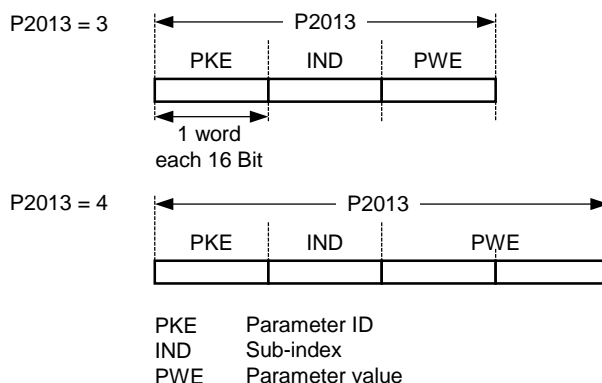 P2013 = 3
P2013
PKE IND PWE
1 word
each 16 Bit
P2013 = 4
P2013
PKE IND PWE
PKE Parameter ID
IND Sub-index
PWE Parameter value